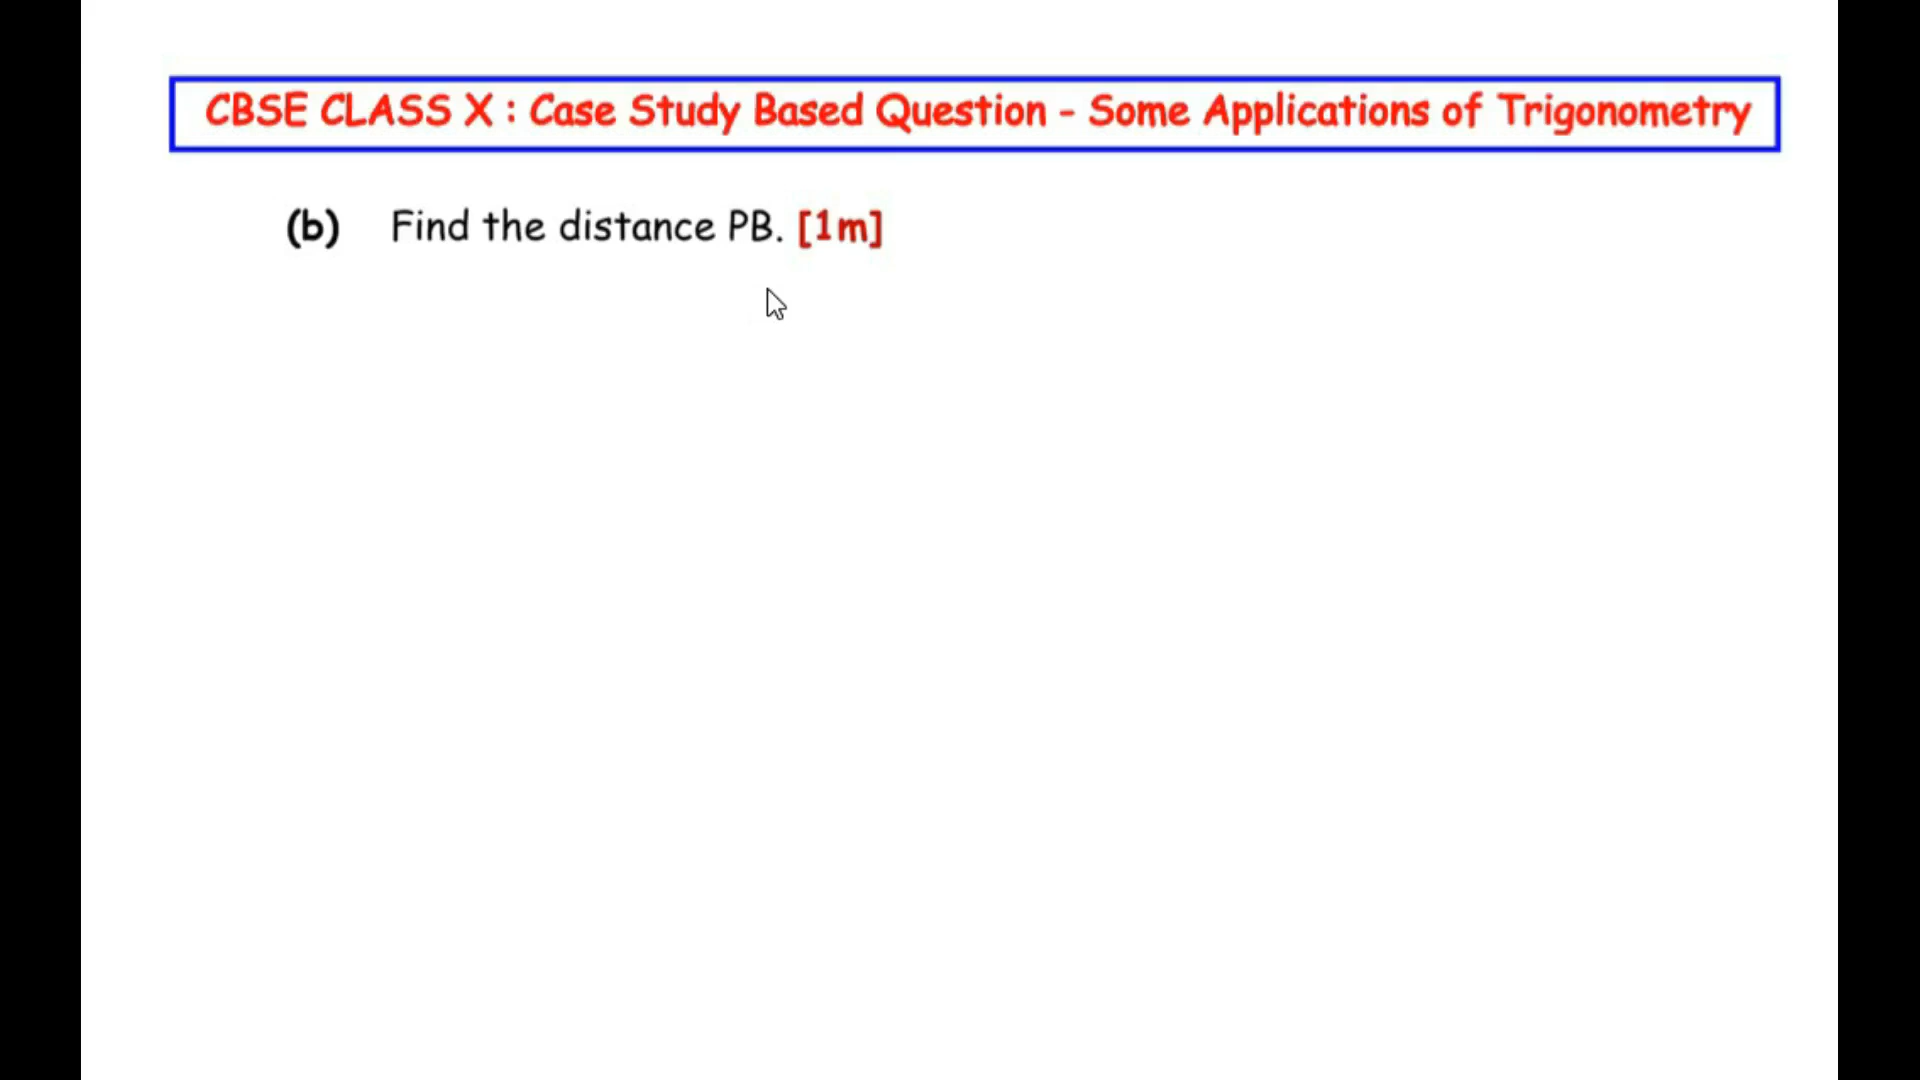 CBSE CLASS X : Case Study Based Question - Some Applications of Trigonometry
(b) Find the distance PB. [1m]